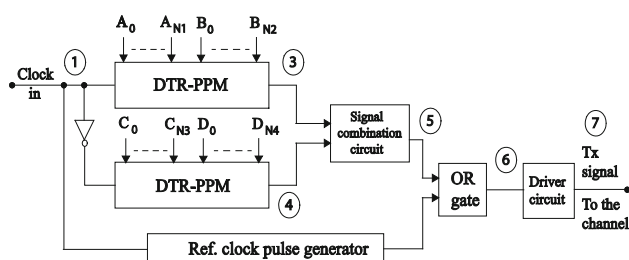 A0 AN1 B0 BN2
1
3
Clock
in
DTR-PPM
C0 CN3 D0 DN4
DTR-PPM
4
Signal
combination
circuit
5
OR
gate
6
Driver
circuit
7
Tx
signal
To the
channel
Ref. clock pulse generator